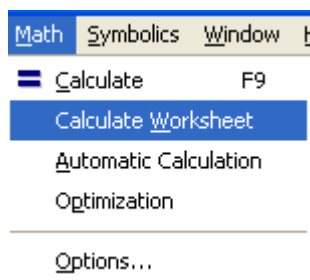 Math Symbolics Window
Calculate F9
Calculate Worksheet
Automatic Calculation
Optimization
Options...